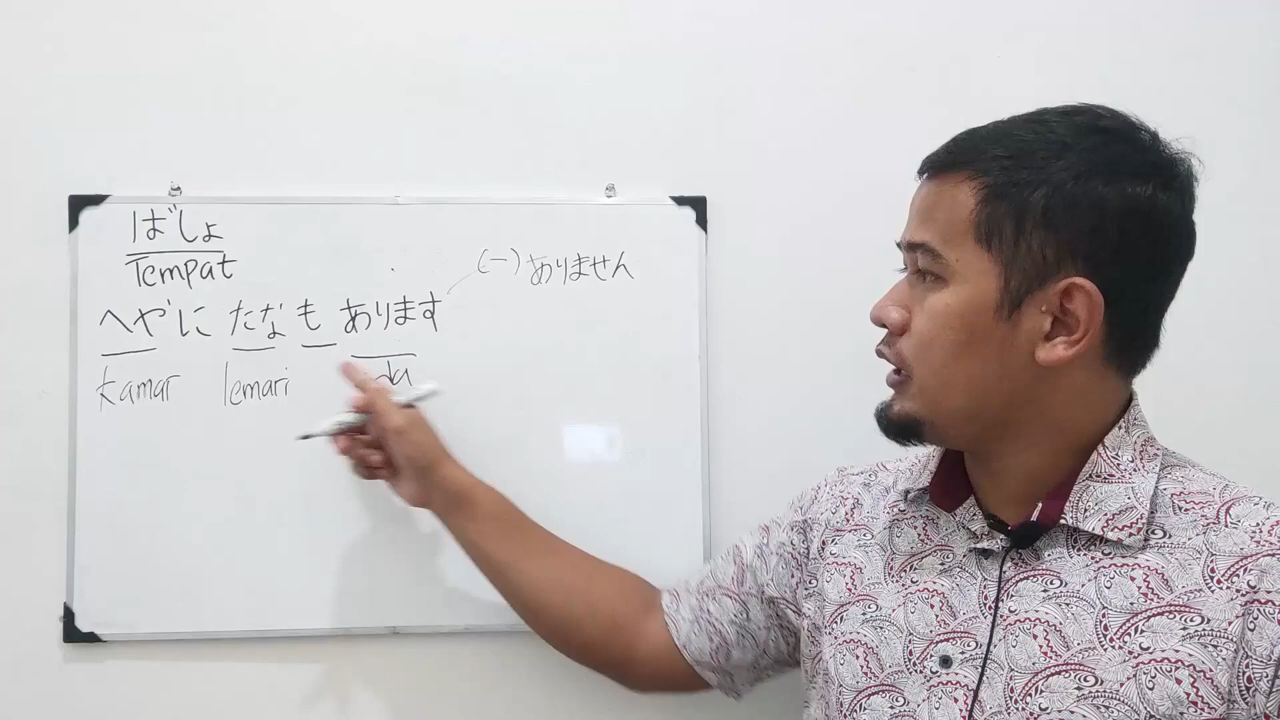 ばしょ
Tempat
(-) ありません
へやに たなも あります
kamar lemari